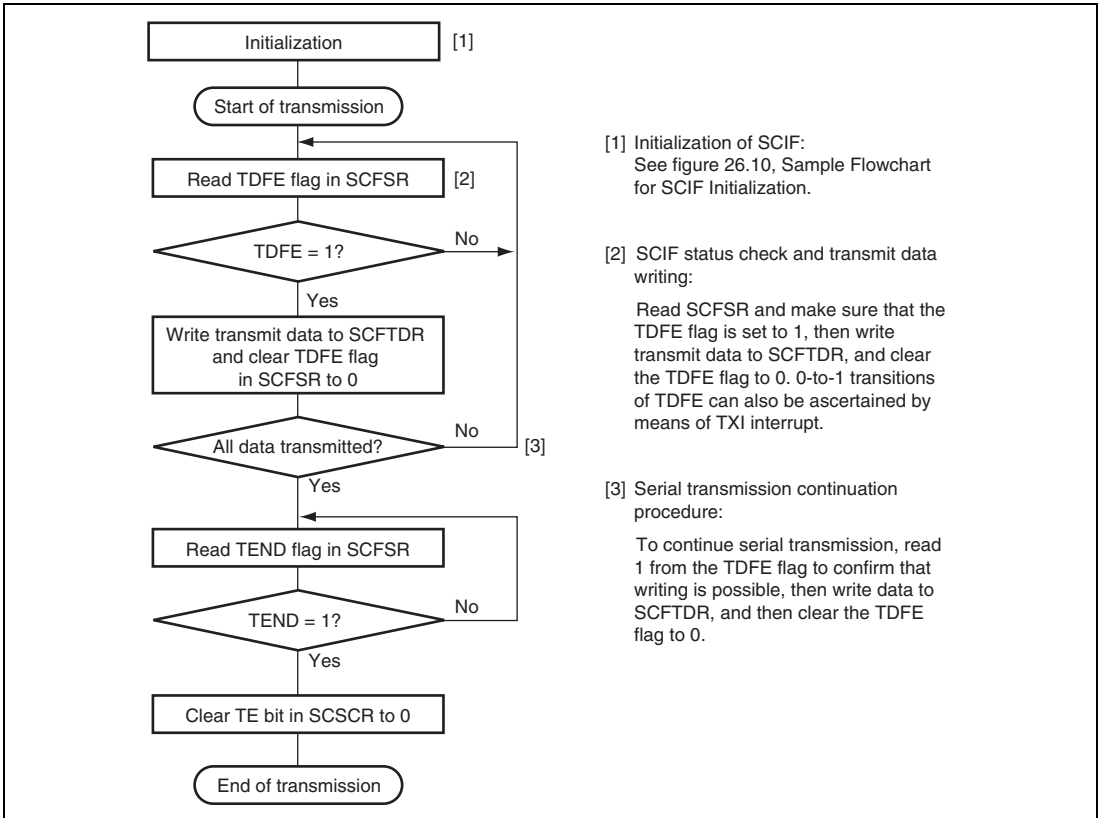 Initialization
[1]
Start of transmission
Read TDFE flag in SCFSR
[2]
TDFE = 1?
No
Yes
Write transmit data to SCFTDR
and clear TDFE flag
in SCFSR to 0
All data transmitted?
No
[3]
Yes
Read TEND flag in SCFSR
TEND = 1?
No
Yes
Clear TE bit in SCSCR to 0
End of transmission
[1] Initialization of SCIF:
See figure 26.10, Sample Flowchart
for SCIF Initialization.
[2] SCIF status check and transmit data
writing:
Read SCFSR and make sure that the
TDFE flag is set to 1, then write
transmit data to SCFTDR, and clear
the TDFE flag to 0. 0-to-1 transitions
of TDFE can also be ascertained by
means of TXI interrupt.
[3] Serial transmission continuation
procedure:
To continue serial transmission, read
1 from the TDFE flag to confirm that
writing is possible, then write data to
SCFTDR, and then clear the TDFE
flag to 0.